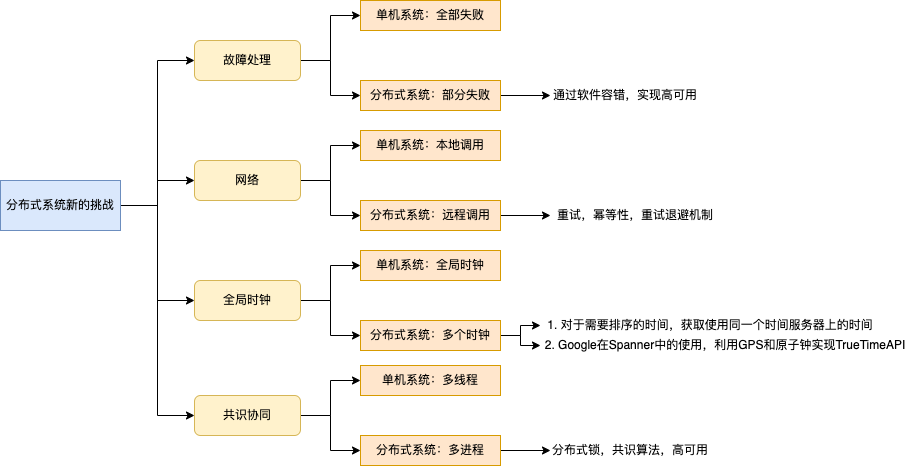 分布式系统新的挑战
故障处理
单机系统：全部失败
分布式系统：部分失败
通过软件容错，实现高可用
网络
单机系统：本地调用
分布式系统：远程调用
重试，幂等性，重试退避机制
全局时钟
单机系统：全局时钟
分布式系统：多个时钟
1. 对于需要排序的时间，获取使用同一个时间服务器上的时间
2. Google在Spanner中的使用，利用GPS和原子钟实现TrueTimeAPI
共识协同
单机系统：多线程
分布式系统：多进程
分布式锁，共识算法，高可用